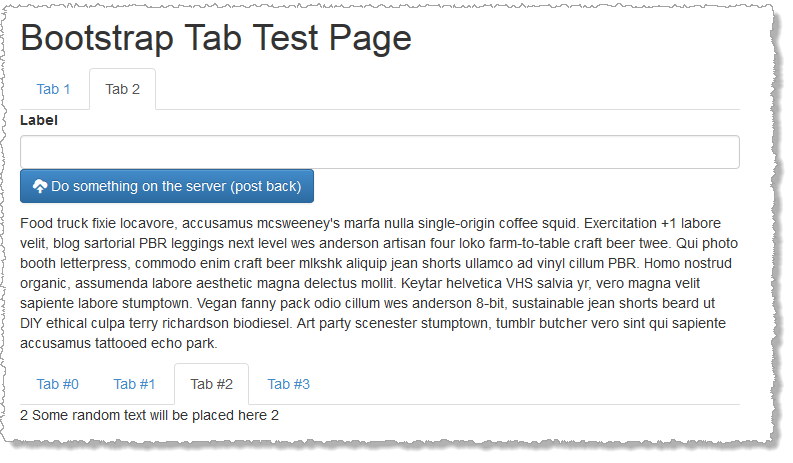 Bootstrap Tab Test Page
Tab 1 Tab 2
Label
Do something on the server (post back)
Food truck fixie locavore, accusamus mcsweeney's marfa nulla single-origin coffee squid. Exercitation +1 labore
velit, blog sartorial PBR leggings next level wes anderson artisan four loko farm-to-table craft beer twee. Qui photo
booth letterpress, commodo enim craft beer mlkshk aliquip jean shorts ullamco ad vinyl cillum PBR. Homo nostrud
organic, assumenda labore aesthetic magna delectus mollit. Keytar helvetica VHS salvia yr, vero magna velit
sapiente labore stumptown. Vegan fanny pack odio cillum wes anderson 8-bit, sustainable jean shorts beard ut
DIY ethical culpa terry richardson biodiesel. Art party scenester stumptown, tumblr butcher vero sint qui sapiente
accusamus tattooed echo park.
Tab #0 Tab #1 Tab #2 Tab #3
2 Some random text will be placed here 2